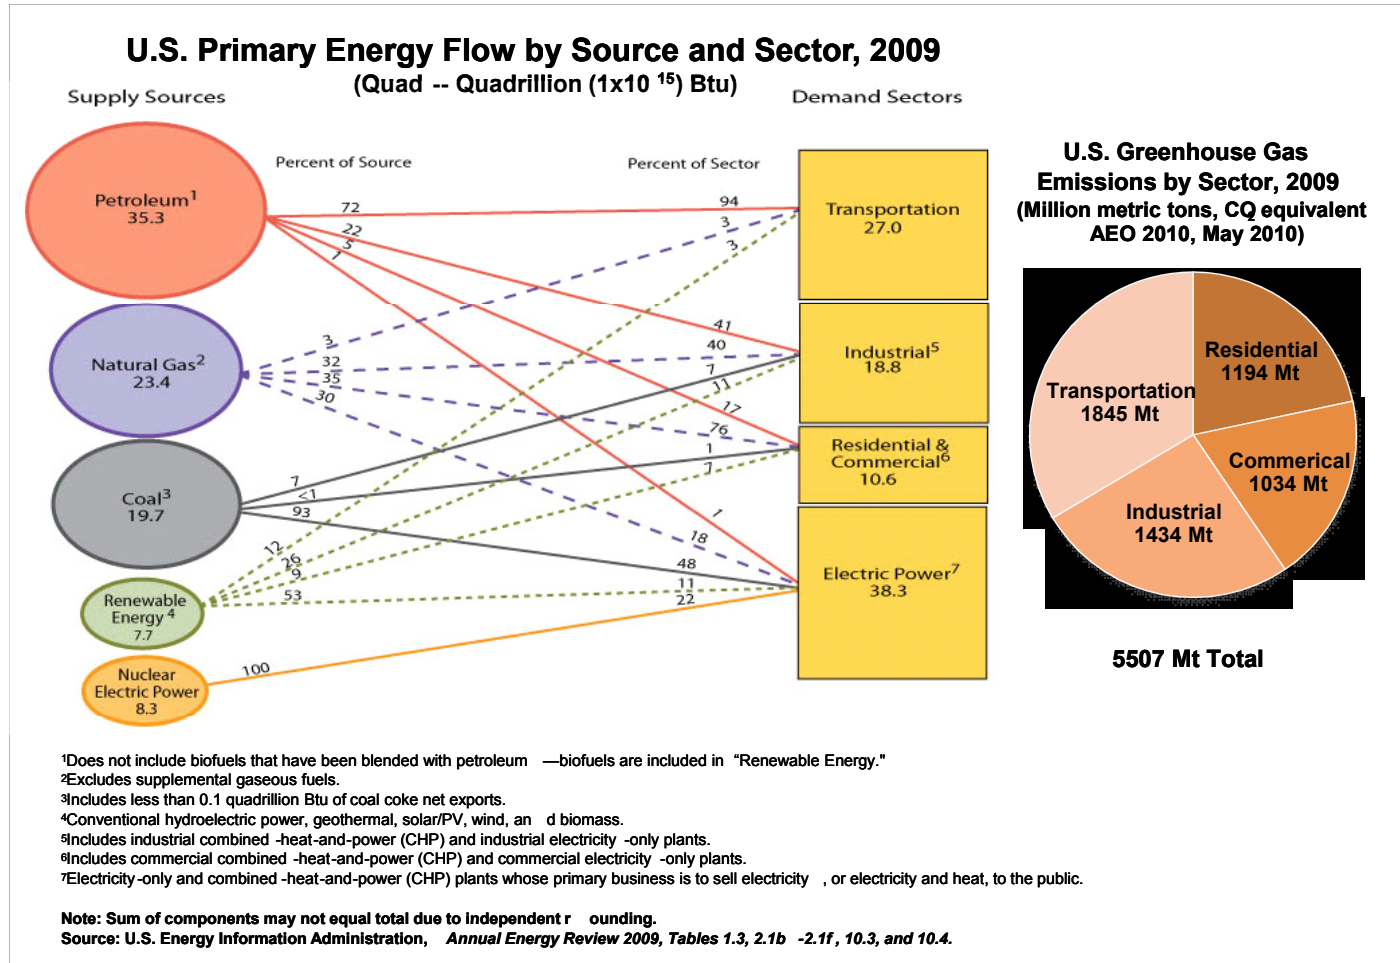 U.S. Primary Energy Flow by Source and Sector, 2009
(Quad -- Quadrillion (1x10 15) Btu)
Supply Sources
Demand Sectors
Percent of Source
Percent of Sector
Petroleum1
35.3
Natural Gas2
23.4
Coal3
19.7
Renewable
Energy 4
7.7
Nuclear
Electric Power
8.3
72
22
5
1
3
32
35
30
7
<1
93
12
26
9
53
100
94
3
3
41
40
7
11
17
76
1
7
1
18
48
11
22
Transportation
27.0
Industrial5
18.8
Residential &
Commercial6
10.6
Electric Power7
38.3
U.S. Greenhouse Gas
Emissions by Sector, 2009
(Million metric tons, CO2 equivalent
AEO 2010, May 2010)
Residential
1194 Mt
Transportation
1845 Mt
Commerical
1034 Mt
Industrial
1434 Mt
5507 Mt Total
1Does not include biofuels that have been blended with petroleum —biofuels are included in “Renewable Energy."
2Excludes supplemental gaseous fuels.
3Includes less than 0.1 quadrillion Btu of coal coke net exports.
4Conventional hydroelectric power, geothermal, solar/PV, wind, an d biomass.
5Includes industrial combined -heat-and-power (CHP) and industrial electricity -only plants.
6Includes commercial combined -heat-and-power (CHP) and commercial electricity -only plants.
7Electricity-only and combined -heat-and-power (CHP) plants whose primary business is to sell electricity , or electricity and heat, to the public.
Note: Sum of components may not equal total due to independent r ounding.
Source: U.S. Energy Information Administration, Annual Energy Review 2009, Tables 1.3, 2.1b -2.1f , 10.3, and 10.4.